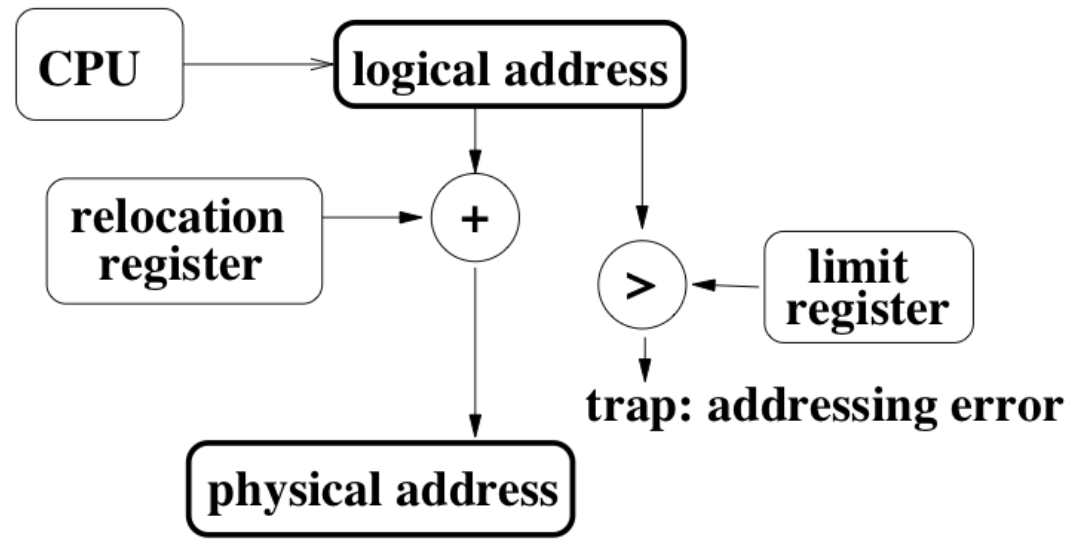 CPU
logical address
relocation
register
+
>
limit
register
trap: addressing error
physical address